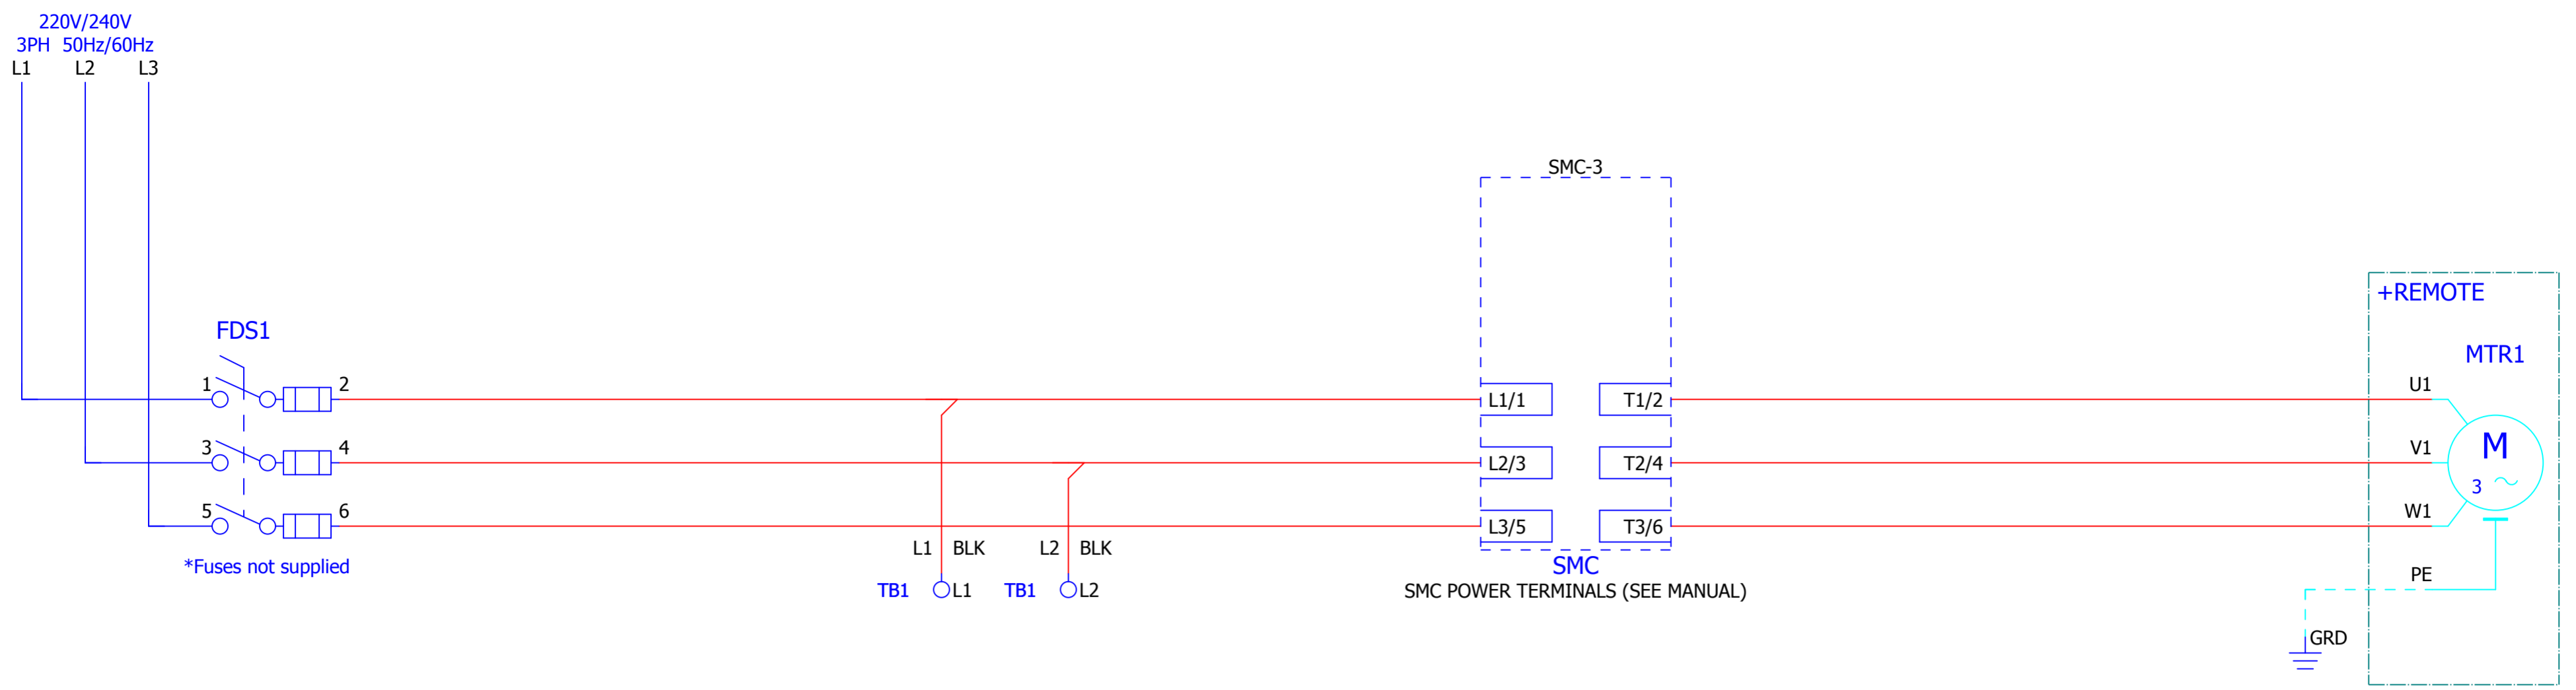 220V/240V
3PH 50Hz/60Hz
L1 L2 L3
SMC-3
+REMOTE
FDS1
MTR1
1 2 L1/1 T1/2 U1
3 4 L2/3 T2/4 V1
M
3
5 6 L3/5 T3/6 W1
L1 BLK L2 BLK
*Fuses not supplied
SMC
PE
TB1 L1 TB1 L2
SMC POWER TERMINALS (SEE MANUAL)
GRD